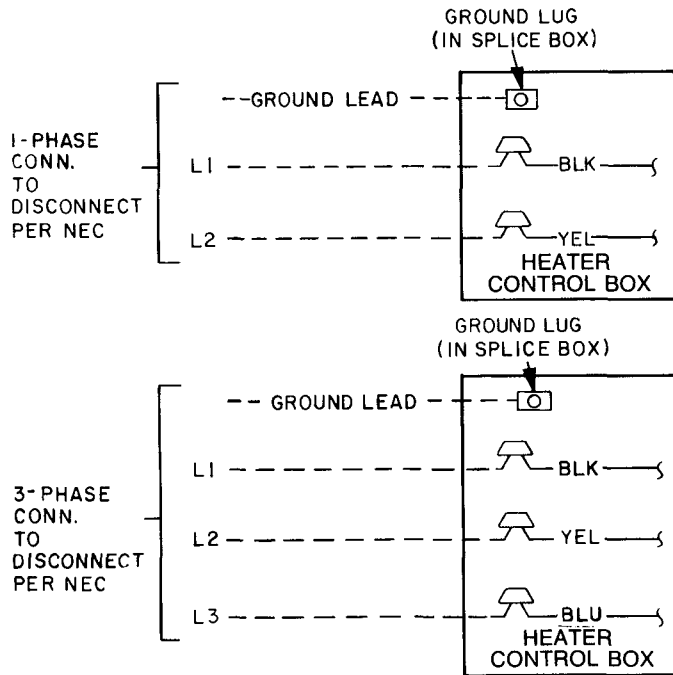 GROUND LUG
(IN SPLICE BOX)
GROUND LEAD
1-PHASE
CONN.
TO
DISCONNECT
PER NEC
L1
BLK
L2
YEL
HEATER
CONTROL BOX
GROUND LUG
(IN SPLICE BOX)
GROUND LEAD
3-PHASE
CONN.
TO
DISCONNECT
PER NEC
L1
BLK
L2
YEL
L3
BLU
HEATER
CONTROL BOX